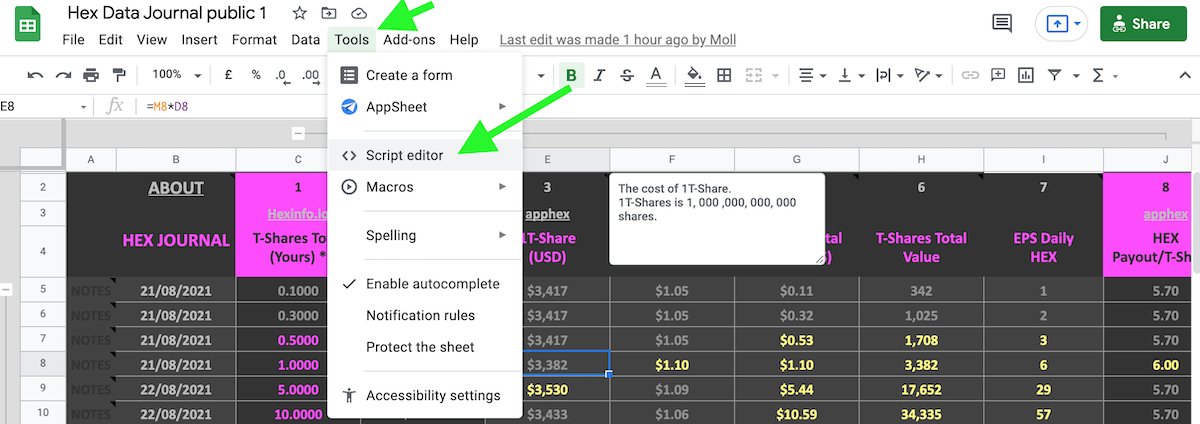 Hex Data Journal public 1
File Edit View Insert Format Data Tools Add-ons Help Last edit was made 1 hour ago by Moll
Share
100% £ % .0 .00 B I S A Σ
E8 fx =M8*D8
Create a form
AppSheet
Script editor
Macros
Spelling
Enable autocomplete
Notification rules
Protect the sheet
Accessibility settings
The cost of 1T-Share.
1T-Shares is 1, 000 ,000, 000, 000
shares.
A B C E F G H I J
2 ABOUT 1 3 6 7 8
3 Hexinfo.io apphex apphex
4 HEX JOURNAL T-Shares To 1T-Share tal T-Shares Total EPS Daily HEX
(Yours) * (USD) ) Value HEX Payout/T-Sh
5 NOTES 21/08/2021 0.1000 $3,417 $1.05 $0.11 342 1 5.70
6 NOTES 21/08/2021 0.3000 $3,417 $1.05 $0.32 1,025 2 5.70
7 NOTES 21/08/2021 0.5000 $3,417 $1.05 $0.53 1,708 3 5.70
8 NOTES 21/08/2021 1.0000 $3,382 $1.10 $1.10 3,382 6 6.00
9 NOTES 22/08/2021 5.0000 $3,530 $1.09 $5.44 17,652 29 5.70
10 NOTES 22/08/2021 10.0000 $3,433 $1.06 $10.59 34,335 57 5.70